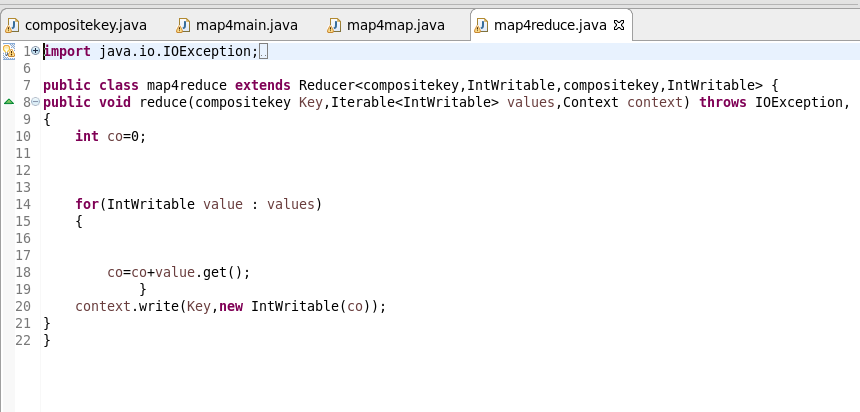 compositekey.java map4main.java map4map.java map4reduce.java
1 import java.io.IOException;
6
7 public class map4reduce extends Reducer<compositekey,IntWritable,compositekey,IntWritable> {
8 public void reduce(compositekey Key,Iterable<IntWritable> values,Context context) throws IOException,
9 {
10     int co=0;
11
12
13
14     for(IntWritable value : values)
15     {
16
17
18         co=co+value.get();
19             }
20     context.write(Key,new IntWritable(co));
21 }
22 }